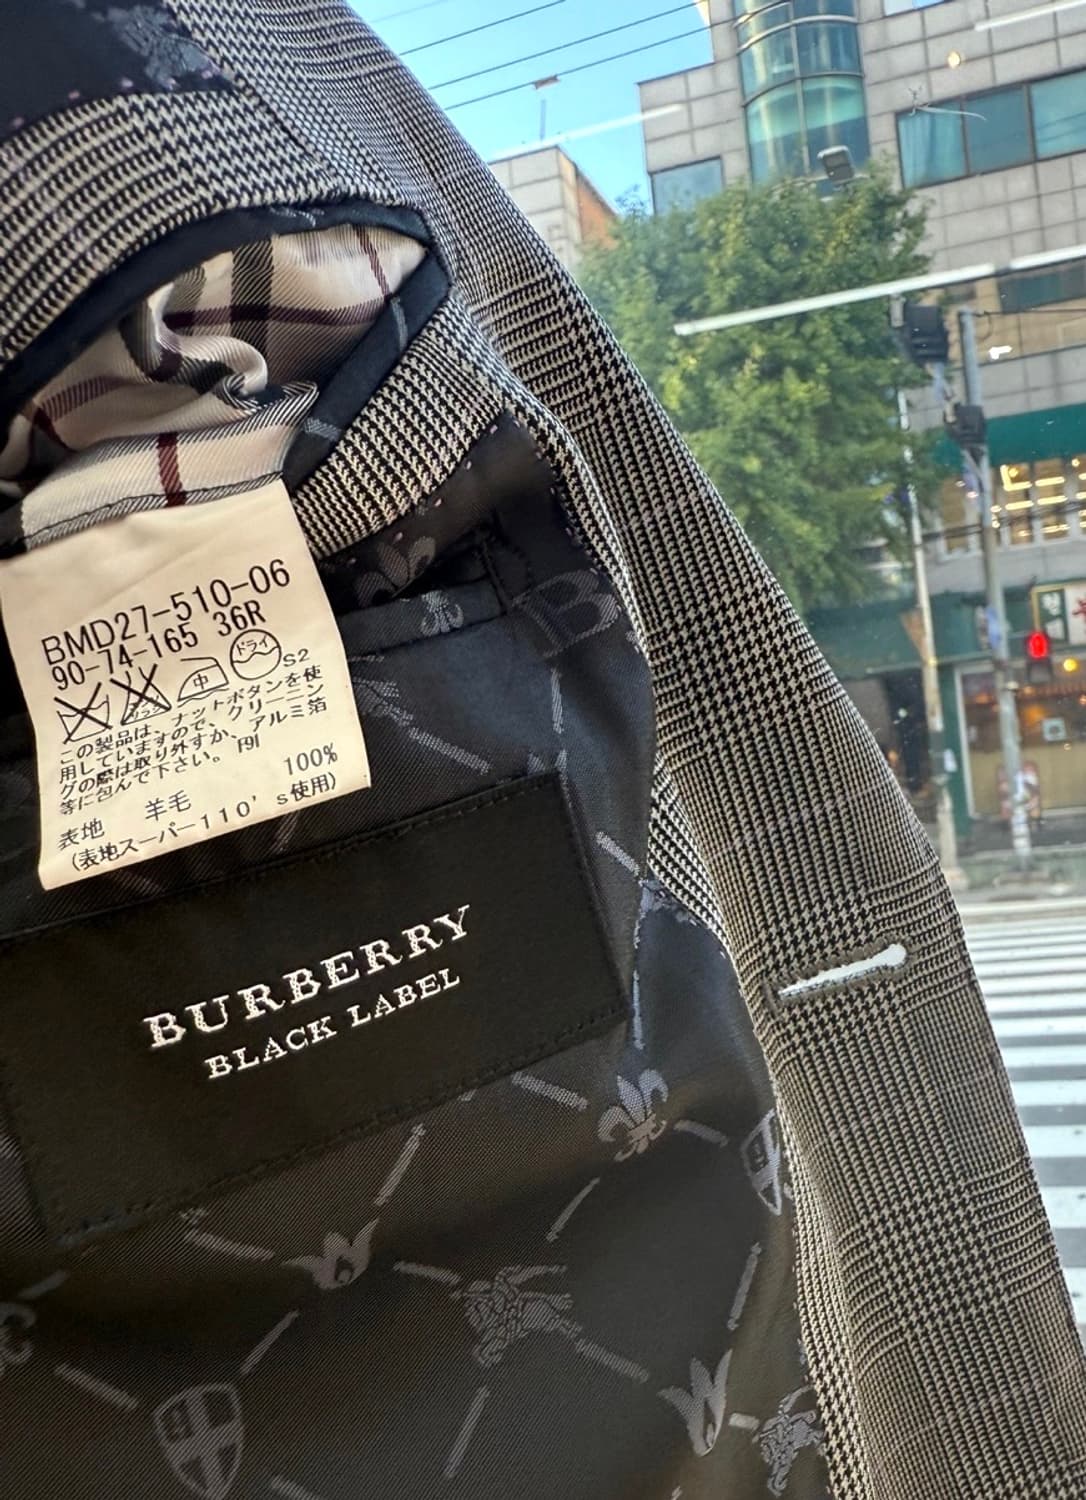 BMD27-510-06
90-74-165 36R
ドライ
中
S2
この製品は、ナットボタンを使
用していますので、クリーニン
グの際は取り外すか、アルミ箔
等に包んで下さい。 F9I
表地 羊毛 100%
(表地スーパー110's使用)
BURBERRY
BLACK LABEL
B